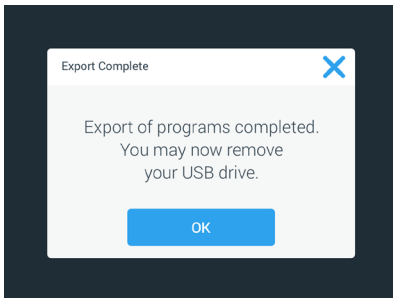 Export Complete
Export of programs completed.
You may now remove
your USB drive.
OK